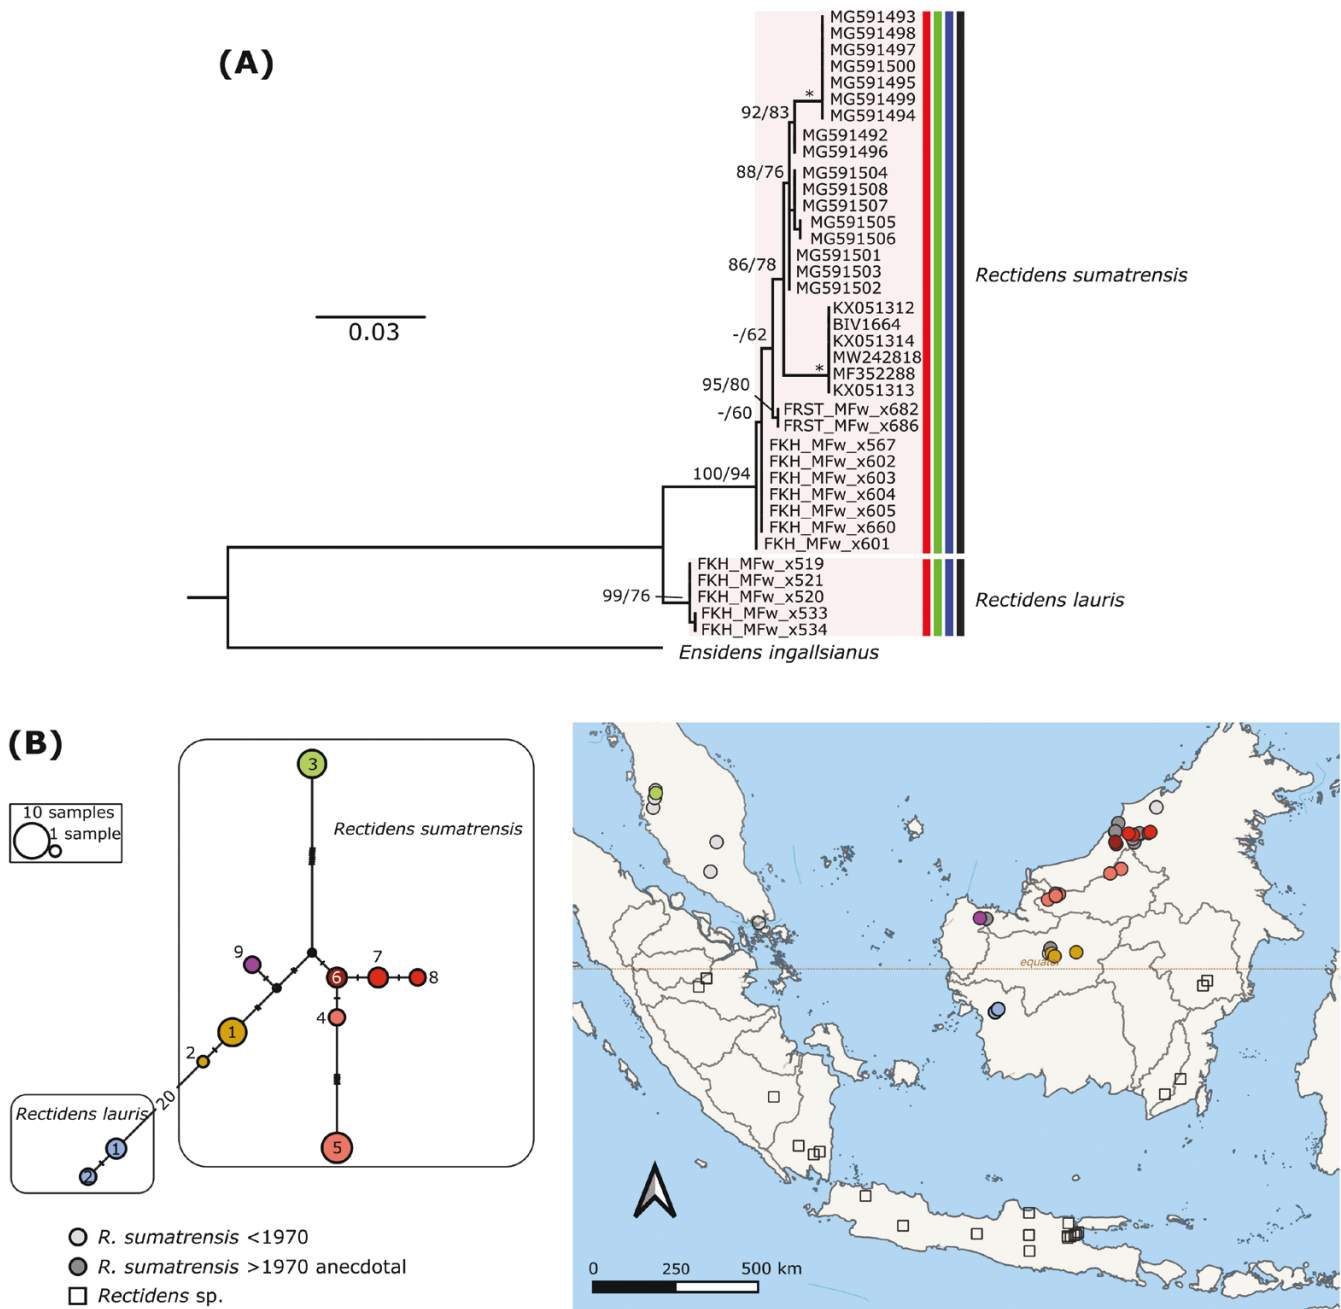 (A)
MG591493
MG591498
MG591497
MG591500
MG591495
MG591499
MG591494
*
92/83
MG591492
MG591496
88/76
MG591504
MG591508
MG591507
MG591505
MG591506
86/78
MG591501
MG591503
MG591502
Rectidens sumatrensis
KX051312
BIV1664
KX051314
MW242818
MF352288
KX051313
*
0.03
-/62
95/80
-/60
FRST_MFw_x682
FRST_MFw_x686
FKH_MFw_x567
FKH_MFw_x602
FKH_MFw_x603
FKH_MFw_x604
FKH_MFw_x605
FKH_MFw_x660
FKH_MFw_x601
100/94
FKH_MFw_x519
FKH_MFw_x521
FKH_MFw_x520
FKH_MFw_x533
FKH_MFw_x534
99/76
Rectidens lauris
Ensidens ingallsianus
(B)
10 samples
1 sample
3
Rectidens sumatrensis
9
6
7
8
4
1
2
20
5
Rectidens lauris
1
2
R. sumatrensis <1970
R. sumatrensis >1970 anecdotal
Rectidens sp.
equator
0 250 500 km